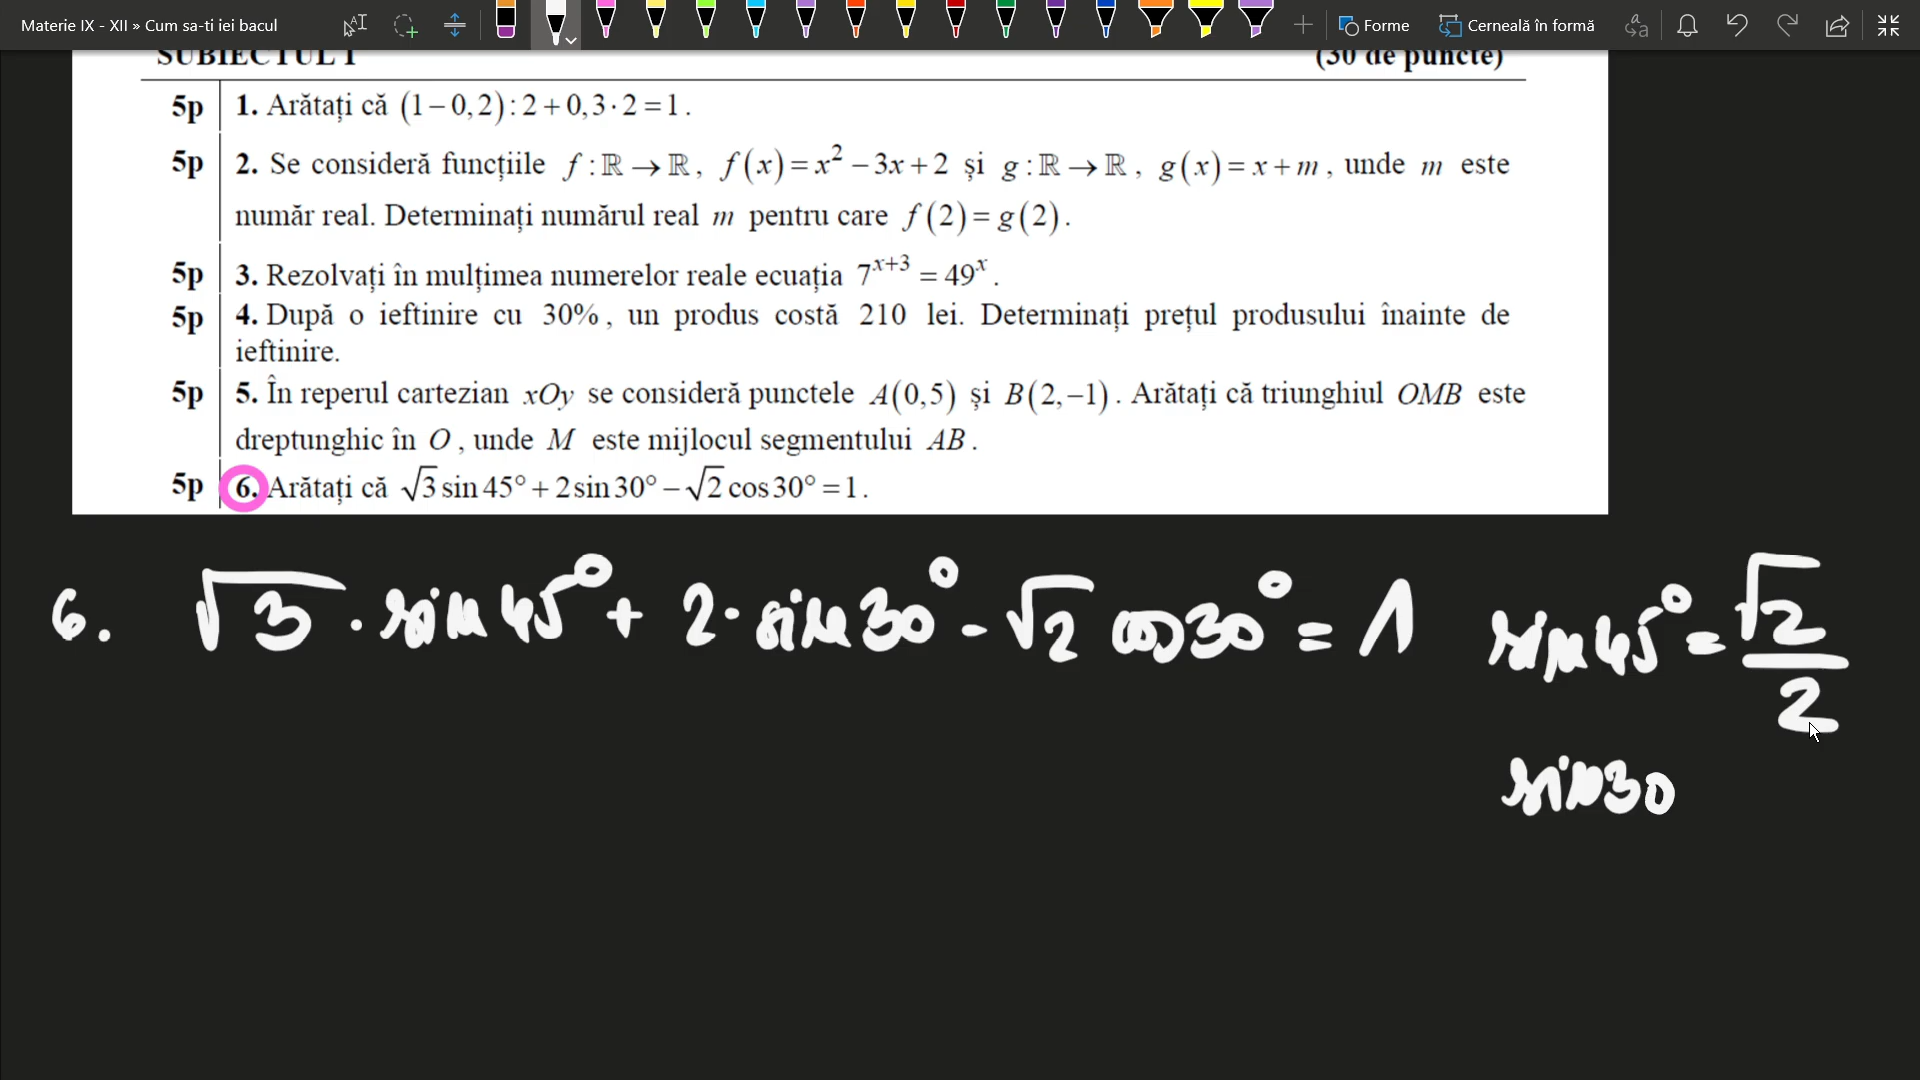 Materie IX - XII » Cum sa-ti iei bacul
Forme
Cerneală în formă
SUBIECTUL I (30 de puncte)
5p 1. Arătați că (1−0,2):2+0,3·2=1.
5p 2. Se consideră funcțiile f:ℝ→ℝ, f(x)=x²−3x+2 și g:ℝ→ℝ, g(x)=x+m, unde m este
număr real. Determinați numărul real m pentru care f(2)=g(2).
5p 3. Rezolvați în mulțimea numerelor reale ecuația 7^{x+3} = 49^x.
5p 4. După o ieftinire cu 30%, un produs costă 210 lei. Determinați prețul produsului înainte de
ieftinire.
5p 5. În reperul cartezian xOy se consideră punctele A(0,5) și B(2,−1). Arătați că triunghiul OMB este
dreptunghic în O, unde M este mijlocul segmentului AB.
5p 6. Arătați că √3 sin 45° + 2 sin 30° − √2 cos 30° = 1.
6. √3 · sin 45° + 2 · sin 30° - √2 cos 30° = 1 sin 45° = √2/2
sin 30